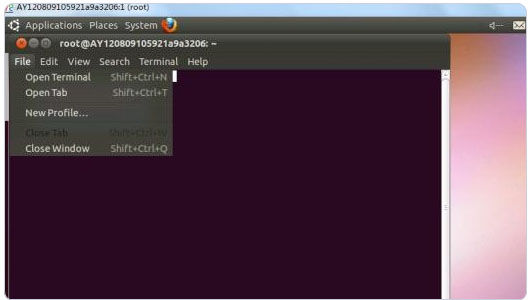 AY120809105921a9a3206:1 (root)
Applications Places System
root@AY120809105921a9a3206: ~
File Edit View Search Terminal Help
Open Terminal Shift+Ctrl+N
Open Tab Shift+Ctrl+T
New Profile...
Close Tab Shift+Ctrl+W
Close Window Shift+Ctrl+Q